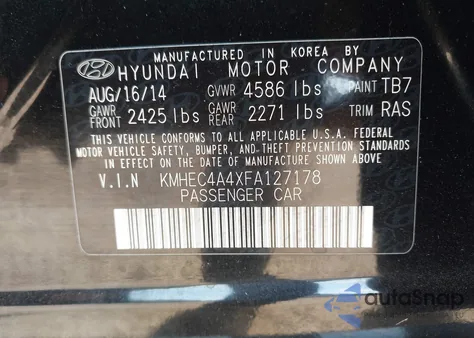 MANUFACTURED IN KOREA BY
HYUNDAI MOTOR COMPANY
AUG/16/14 GVWR 4586 lbs PAINT TB7
GAWR FRONT 2425 lbs GAWR REAR 2271 lbs TRIM RAS
THIS VEHICLE CONFORMS TO ALL APPLICABLE U.S.A. FEDERAL
MOTOR VEHICLE SAFETY, BUMPER, AND THEFT PREVENTION STANDARDS
IN EFFECT ON THE DATE OF MANUFACTURE SHOWN ABOVE.
V.I.N KMHEC4A4XFA127178
PASSENGER CAR
autoSnap